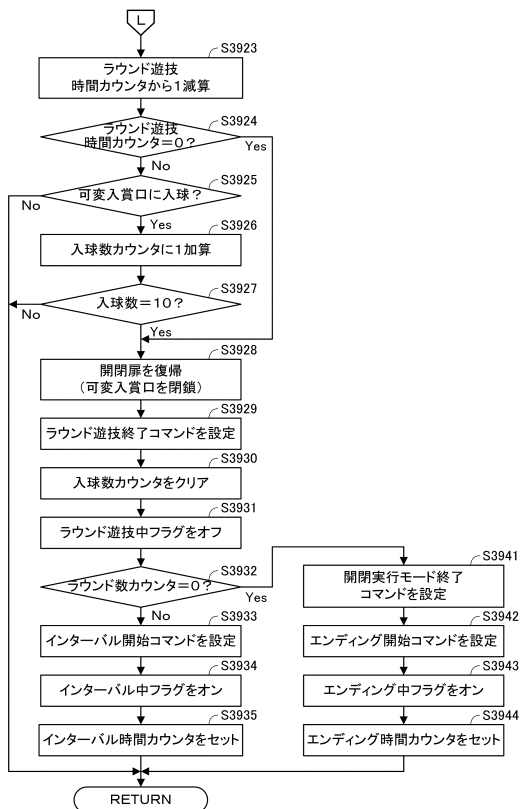 L
S3923
ラウンド遊技
時間カウンタから1減算
S3924
ラウンド遊技
時間カウンタ=0?
Yes
No
S3925
可変入賞口に入球?
No
Yes
S3926
入球数カウンタに1加算
S3927
入球数=10?
No
Yes
S3928
開閉扉を復帰
(可変入賞口を閉鎖)
S3929
ラウンド遊技終了コマンドを設定
S3930
入球数カウンタをクリア
S3931
ラウンド遊技中フラグをオフ
S3932
ラウンド数カウンタ=0?
Yes
No
S3933
インターバル開始コマンドを設定
S3934
インターバル中フラグをオン
S3935
インターバル時間カウンタをセット
S3941
開閉実行モード終了
コマンドを設定
S3942
エンディング開始コマンドを設定
S3943
エンディング中フラグをオン
S3944
エンディング時間カウンタをセット
RETURN